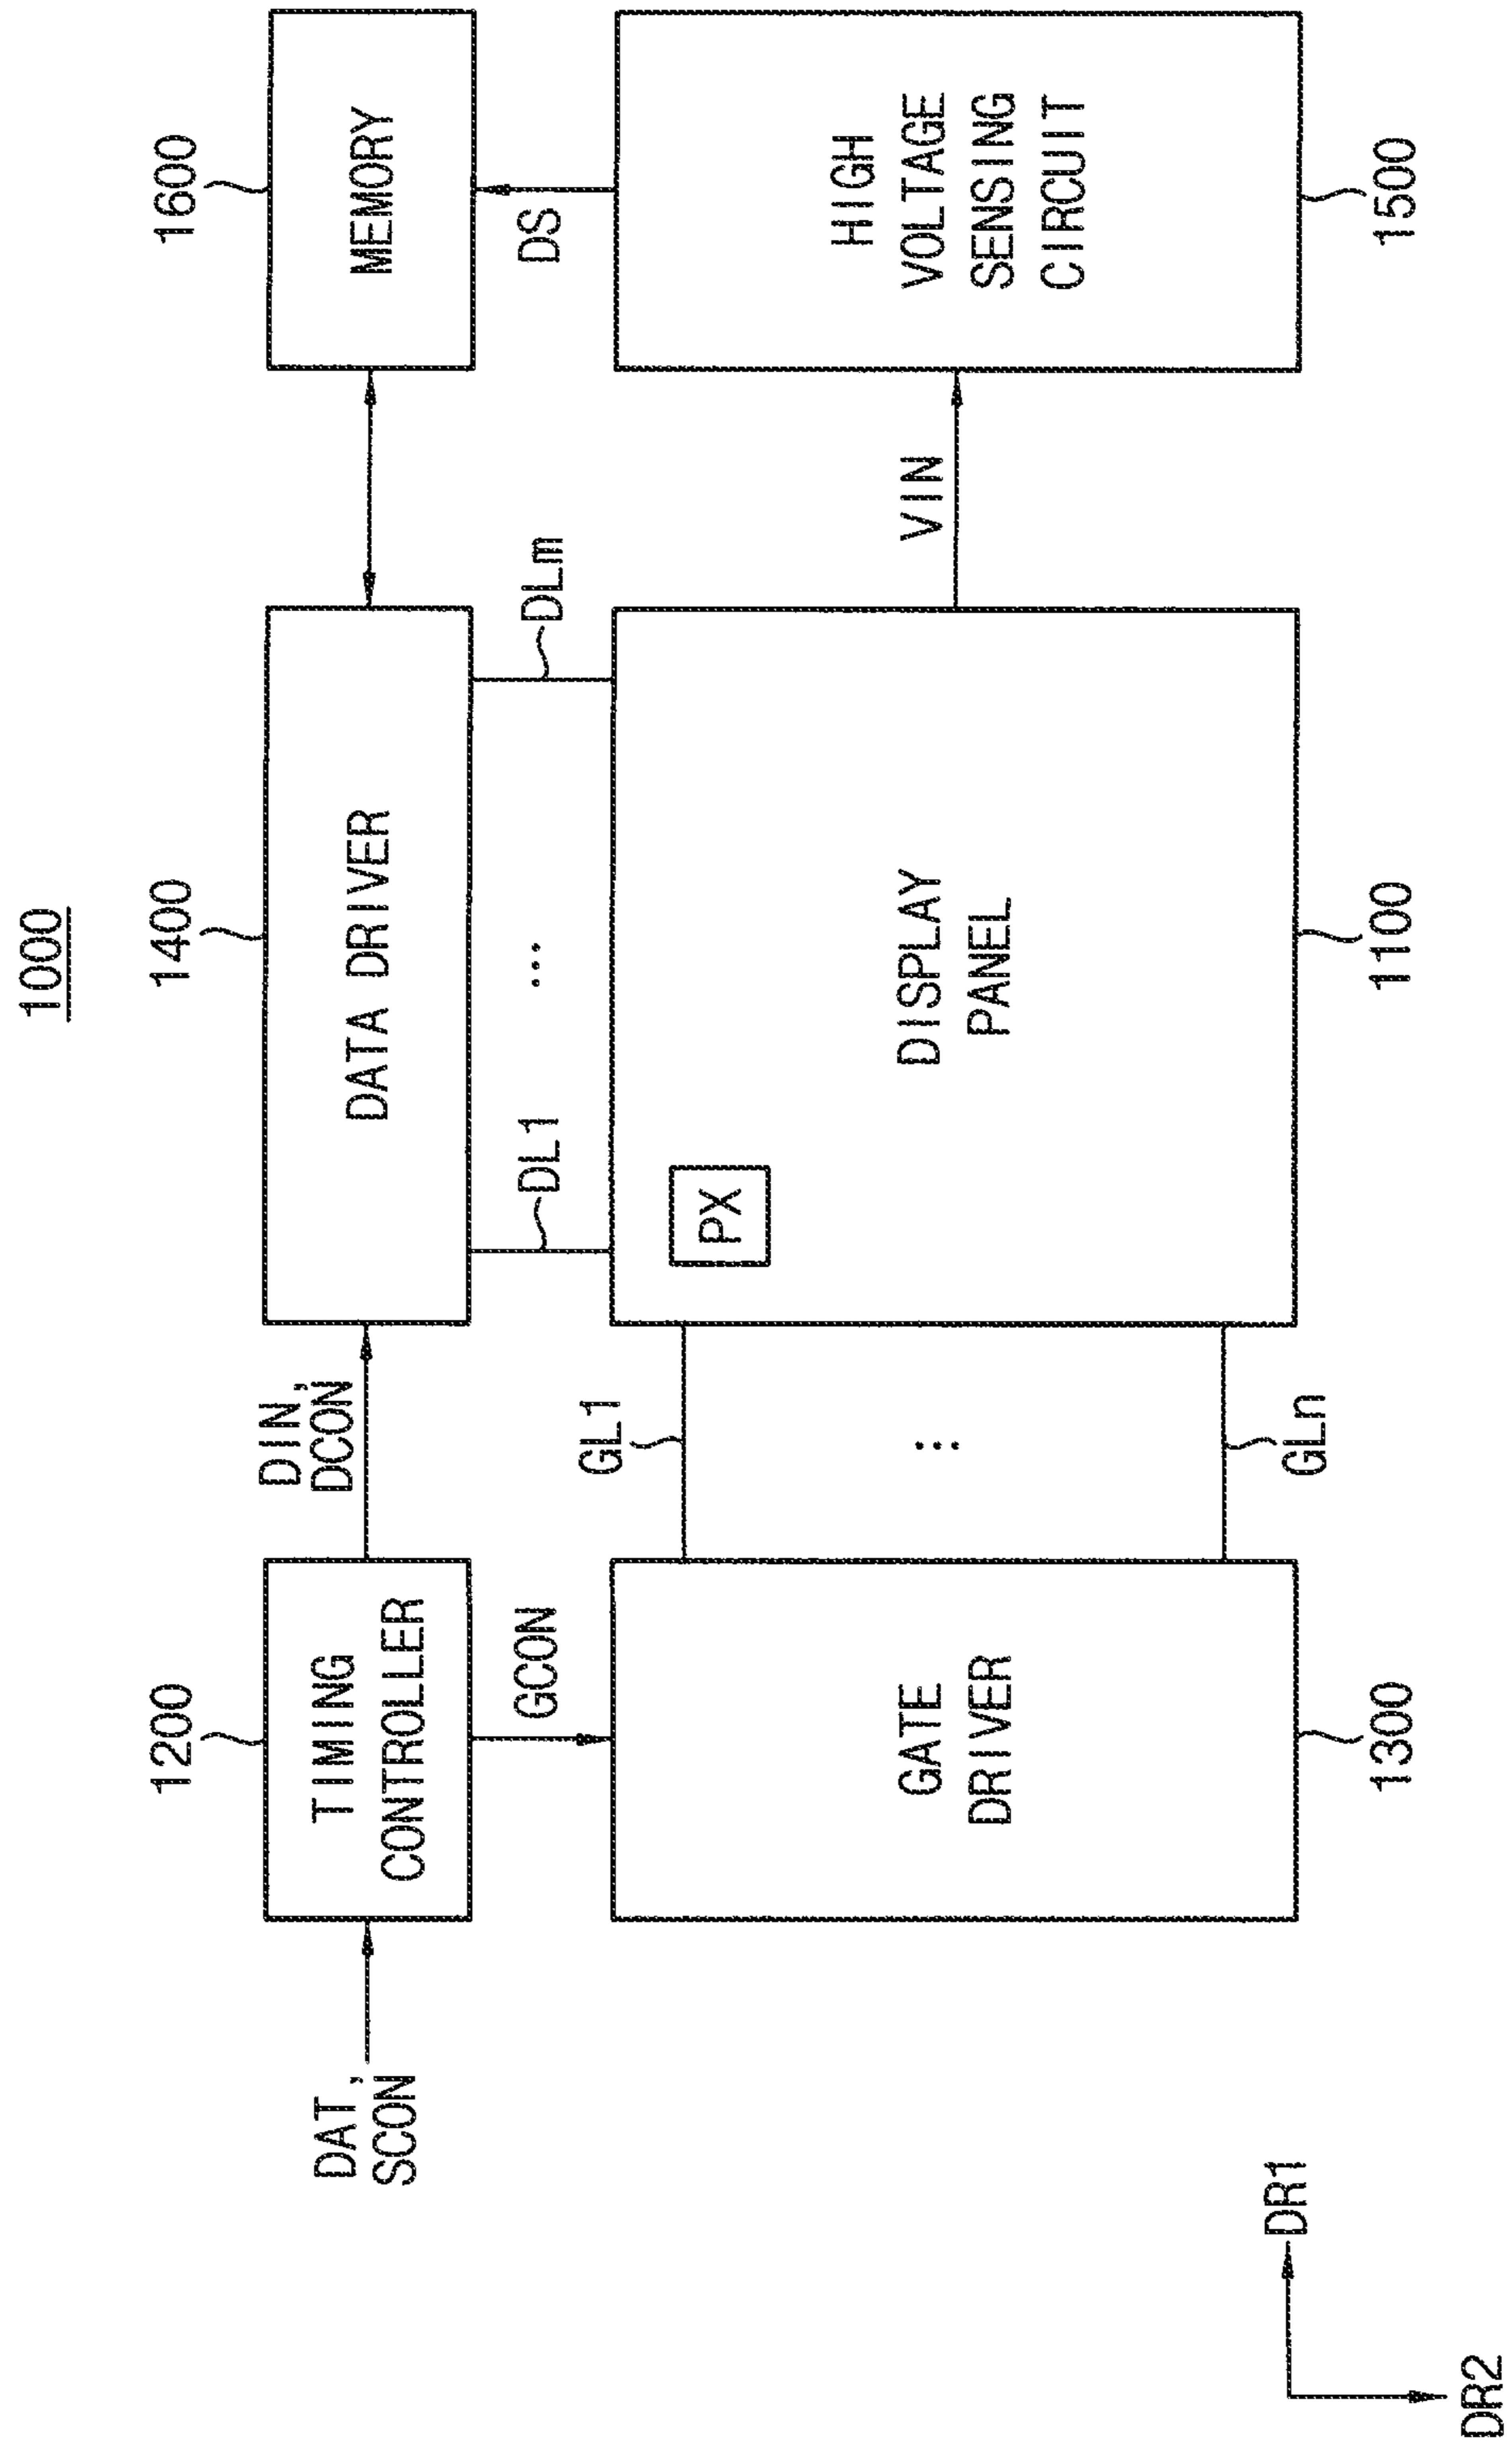 1000
1200
1400
1600
DAT,
SCON
TIMING
CONTROLLER
DIN,
DCON
DATA DRIVER
MEMORY
GCON
DL1
...
DLm
DS
GL1
...
GLn
GATE
DRIVER
PX
DISPLAY
PANEL
VIN
HIGH
VOLTAGE
SENSING
CIRCUIT
1300
1100
1500
DR1
DR2